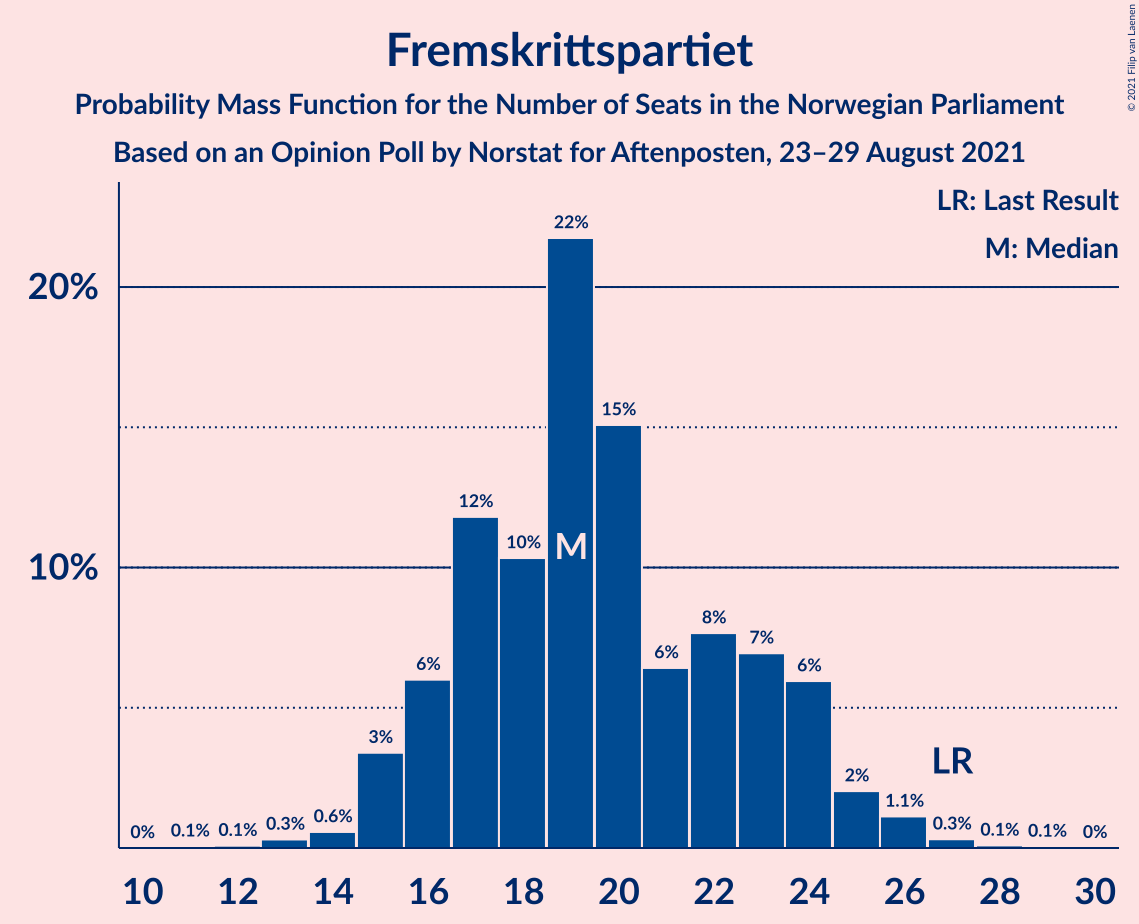 Fremskrittspartiet
Probability Mass Function for the Number of Seats in the Norwegian Parliament
Based on an Opinion Poll by Norstat for Aftenposten, 23–29 August 2021
© 2021 Filip van Laenen
LR: Last Result
M: Median
20%
10%
0%
0.1%
0.1%
0.3%
0.6%
3%
6%
12%
10%
22%
15%
6%
8%
7%
6%
2%
1.1%
0.3%
0.1%
0.1%
0%
M
LR
10 12 14 16 18 20 22 24 26 28 30